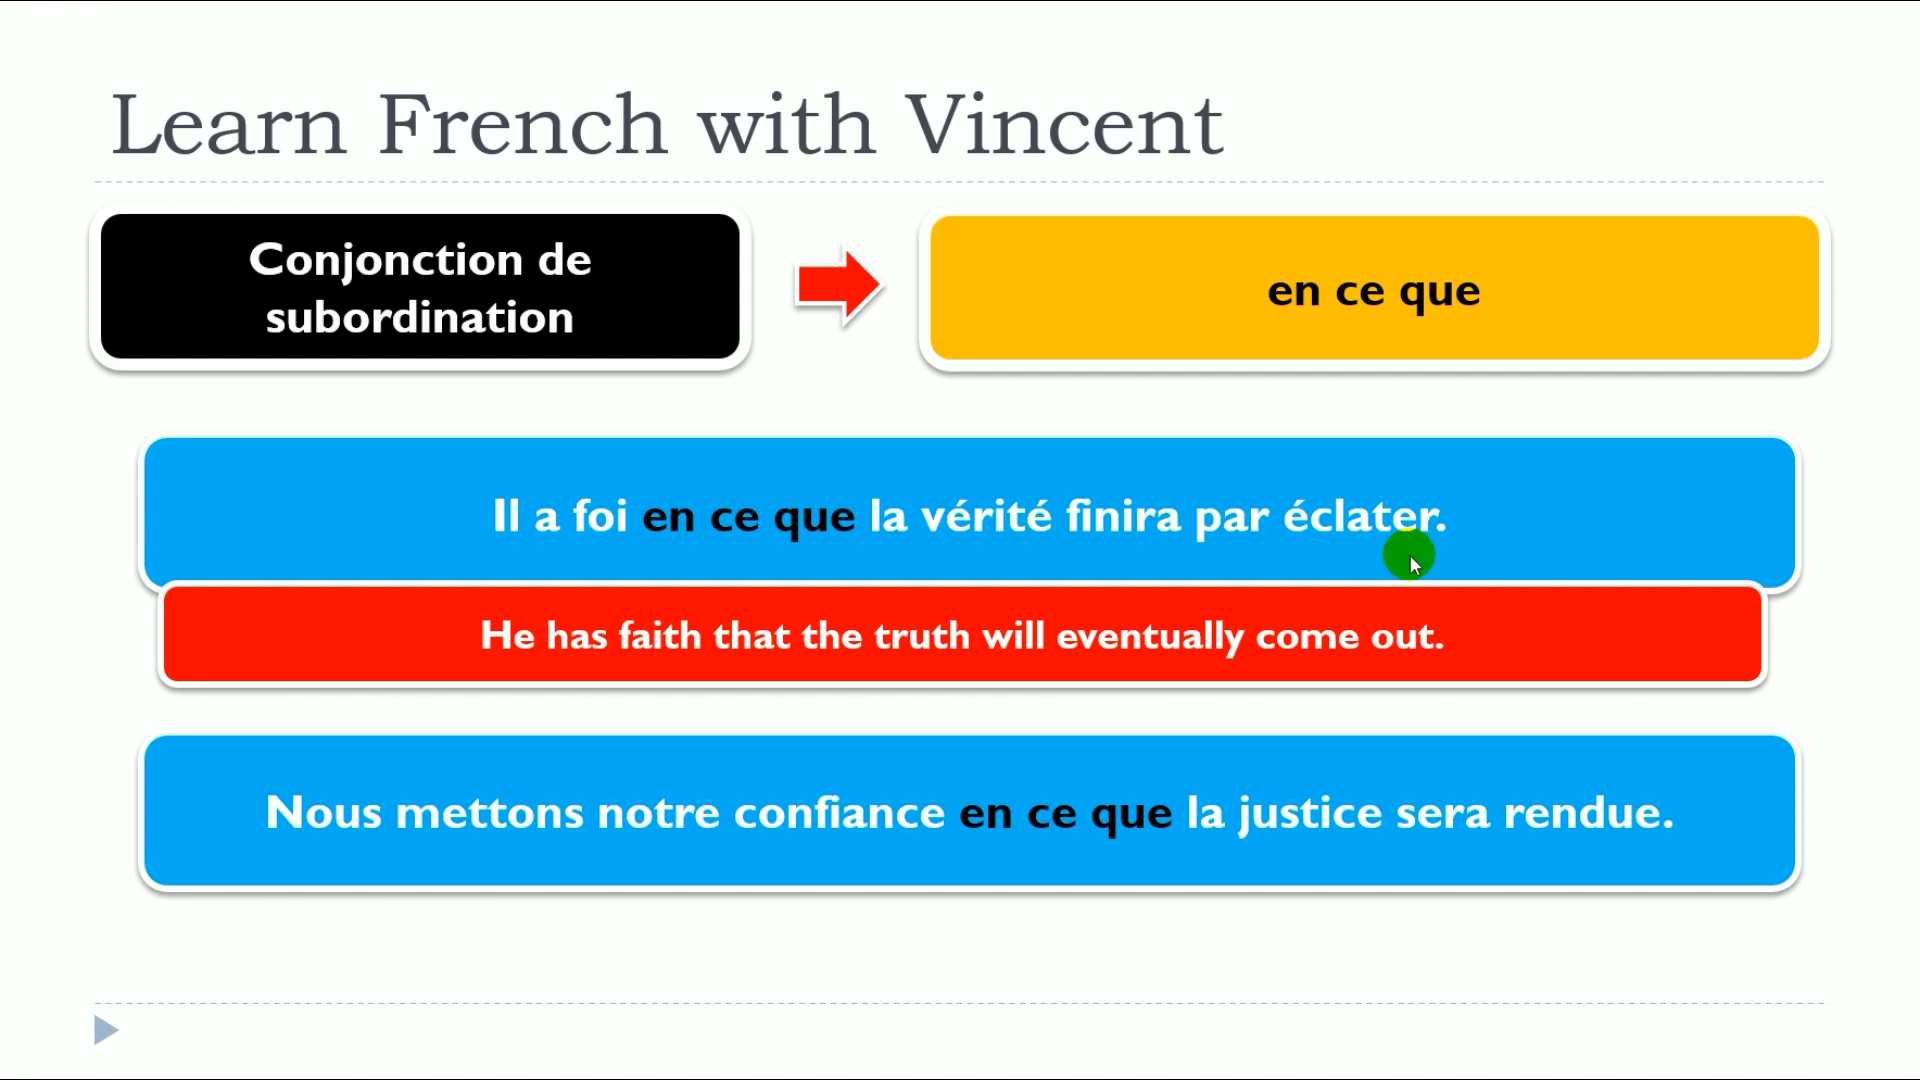 Learn French with Vincent
Conjonction de
subordination
en ce que
Il a foi en ce que la vérité finira par éclater.
He has faith that the truth will eventually come out.
Nous mettons notre confiance en ce que la justice sera rendue.